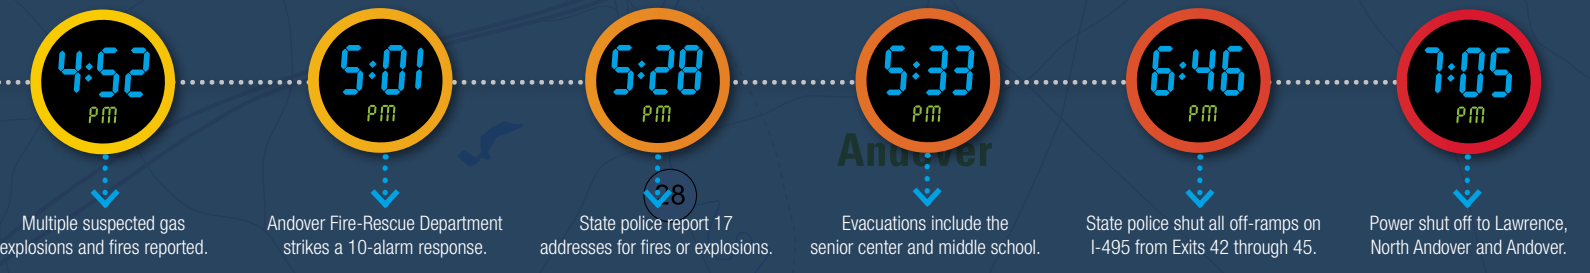 4:52
pm
Multiple suspected gas
explosions and fires reported.
5:01
pm
Andover Fire-Rescue Department
strikes a 10-alarm response.
5:28
pm
28
State police report 17
addresses for fires or explosions.
5:33
pm
Andover
Evacuations include the
senior center and middle school.
6:46
pm
State police shut all off-ramps on
I-495 from Exits 42 through 45.
7:05
pm
Power shut off to Lawrence,
North Andover and Andover.